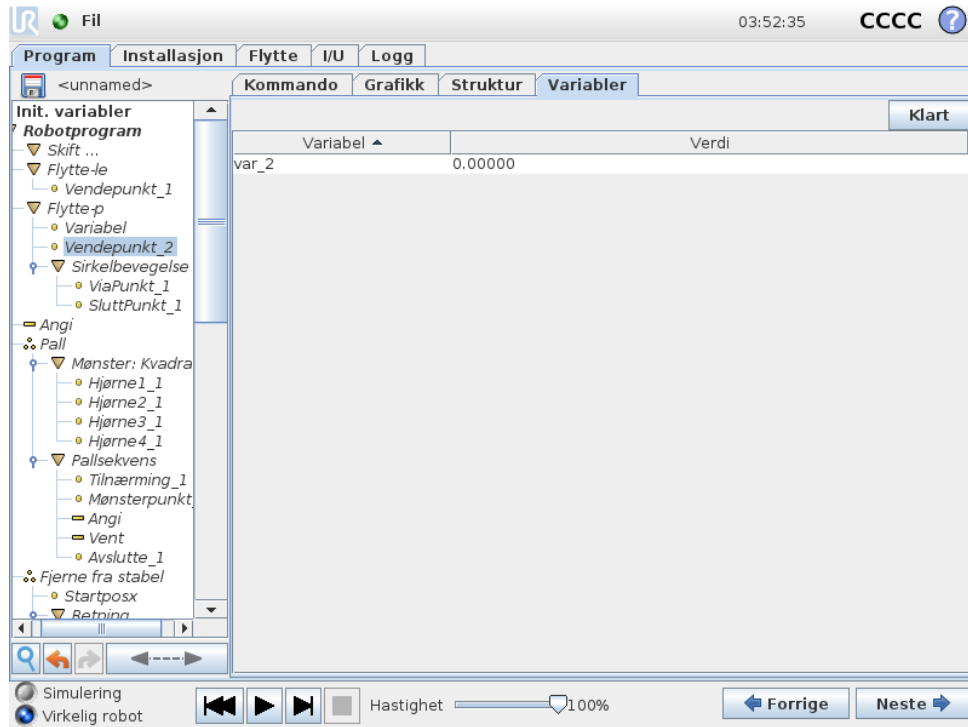 UR Fil 03:52:35 CCCC ?
Program Installasjon Flytte I/U Logg
<unnamed> Kommando Grafikk Struktur Variabler
Klart
Variabel Verdi
var_2 0.00000
Init. variabler
Robotprogram
Skift ...
Flytte-le
Vendepunkt_1
Flytte-p
Variabel
Vendepunkt_2
Sirkelbevegelse
ViaPunkt_1
SluttPunkt_1
Angi
Pall
Mønster: Kvadra
Hjørne1_1
Hjørne2_1
Hjørne3_1
Hjørne4_1
Pallsekvens
Tilnærming_1
Mønsterpunkt_
Angi
Vent
Avslutte_1
Fjerne fra stabel
Startposx
Retning
Simulering
Virkelig robot
Hastighet 100% Forrige Neste